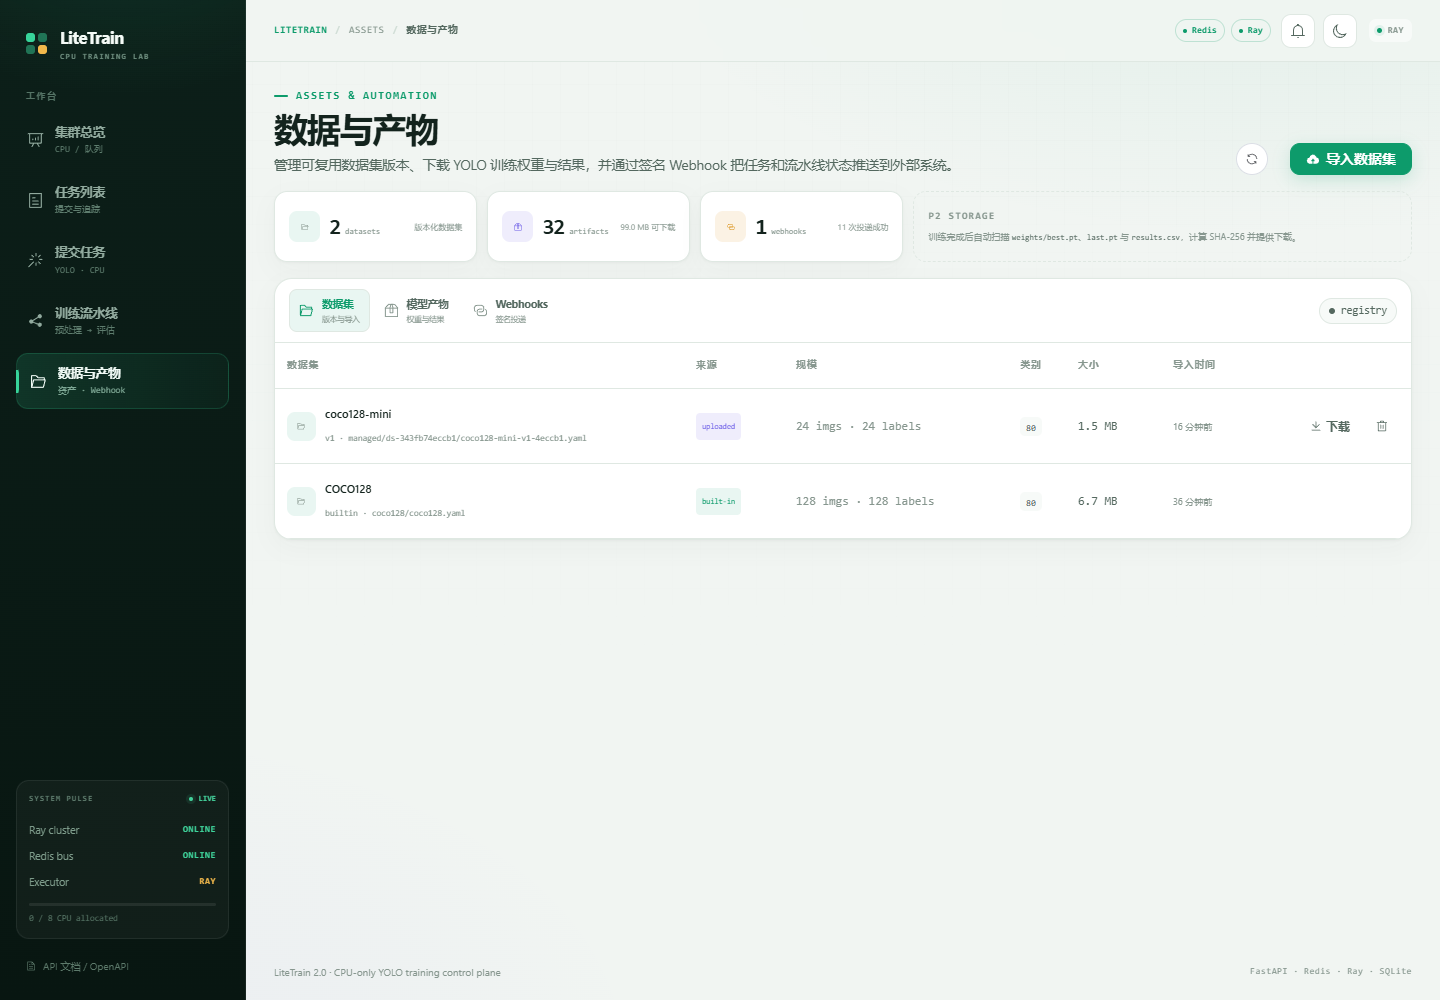 LiteTrain
CPU TRAINING LAB
工作台
集群总览
CPU / 队列
任务列表
提交与追踪
提交任务
YOLO · CPU
训练流水线
预处理 → 评估
数据与产物
资产 · Webhook
SYSTEM PULSE
LIVE
Ray cluster
ONLINE
Redis bus
ONLINE
Executor
RAY
0 / 8 CPU allocated
API 文档 / OpenAPI
LITETRAIN / ASSETS / 数据与产物
Redis
Ray
RAY
ASSETS & AUTOMATION
数据与产物
管理可复用数据集版本、下载 YOLO 训练权重与结果，并通过签名 Webhook 把任务和流水线状态推送到外部系统。
导入数据集
2 datasets 版本化数据集
32 artifacts 99.0 MB 可下载
1 webhooks 11 次投递成功
P2 STORAGE
训练完成后自动扫描 weights/best.pt、last.pt 与 results.csv，计算 SHA-256 并提供下载。
数据集
版本与导入
模型产物
权重与结果
Webhooks
签名投递
registry
数据集 来源 规模 类别 大小 导入时间
coco128-mini
v1 · managed/ds-343fb74eccb1/coco128-mini-v1-4eccb1.yaml
uploaded
24 imgs · 24 labels
80
1.5 MB
16 分钟前
下载
COCO128
builtin · coco128/coco128.yaml
built-in
128 imgs · 128 labels
80
6.7 MB
36 分钟前
LiteTrain 2.0 · CPU-only YOLO training control plane
FastAPI · Redis · Ray · SQLite